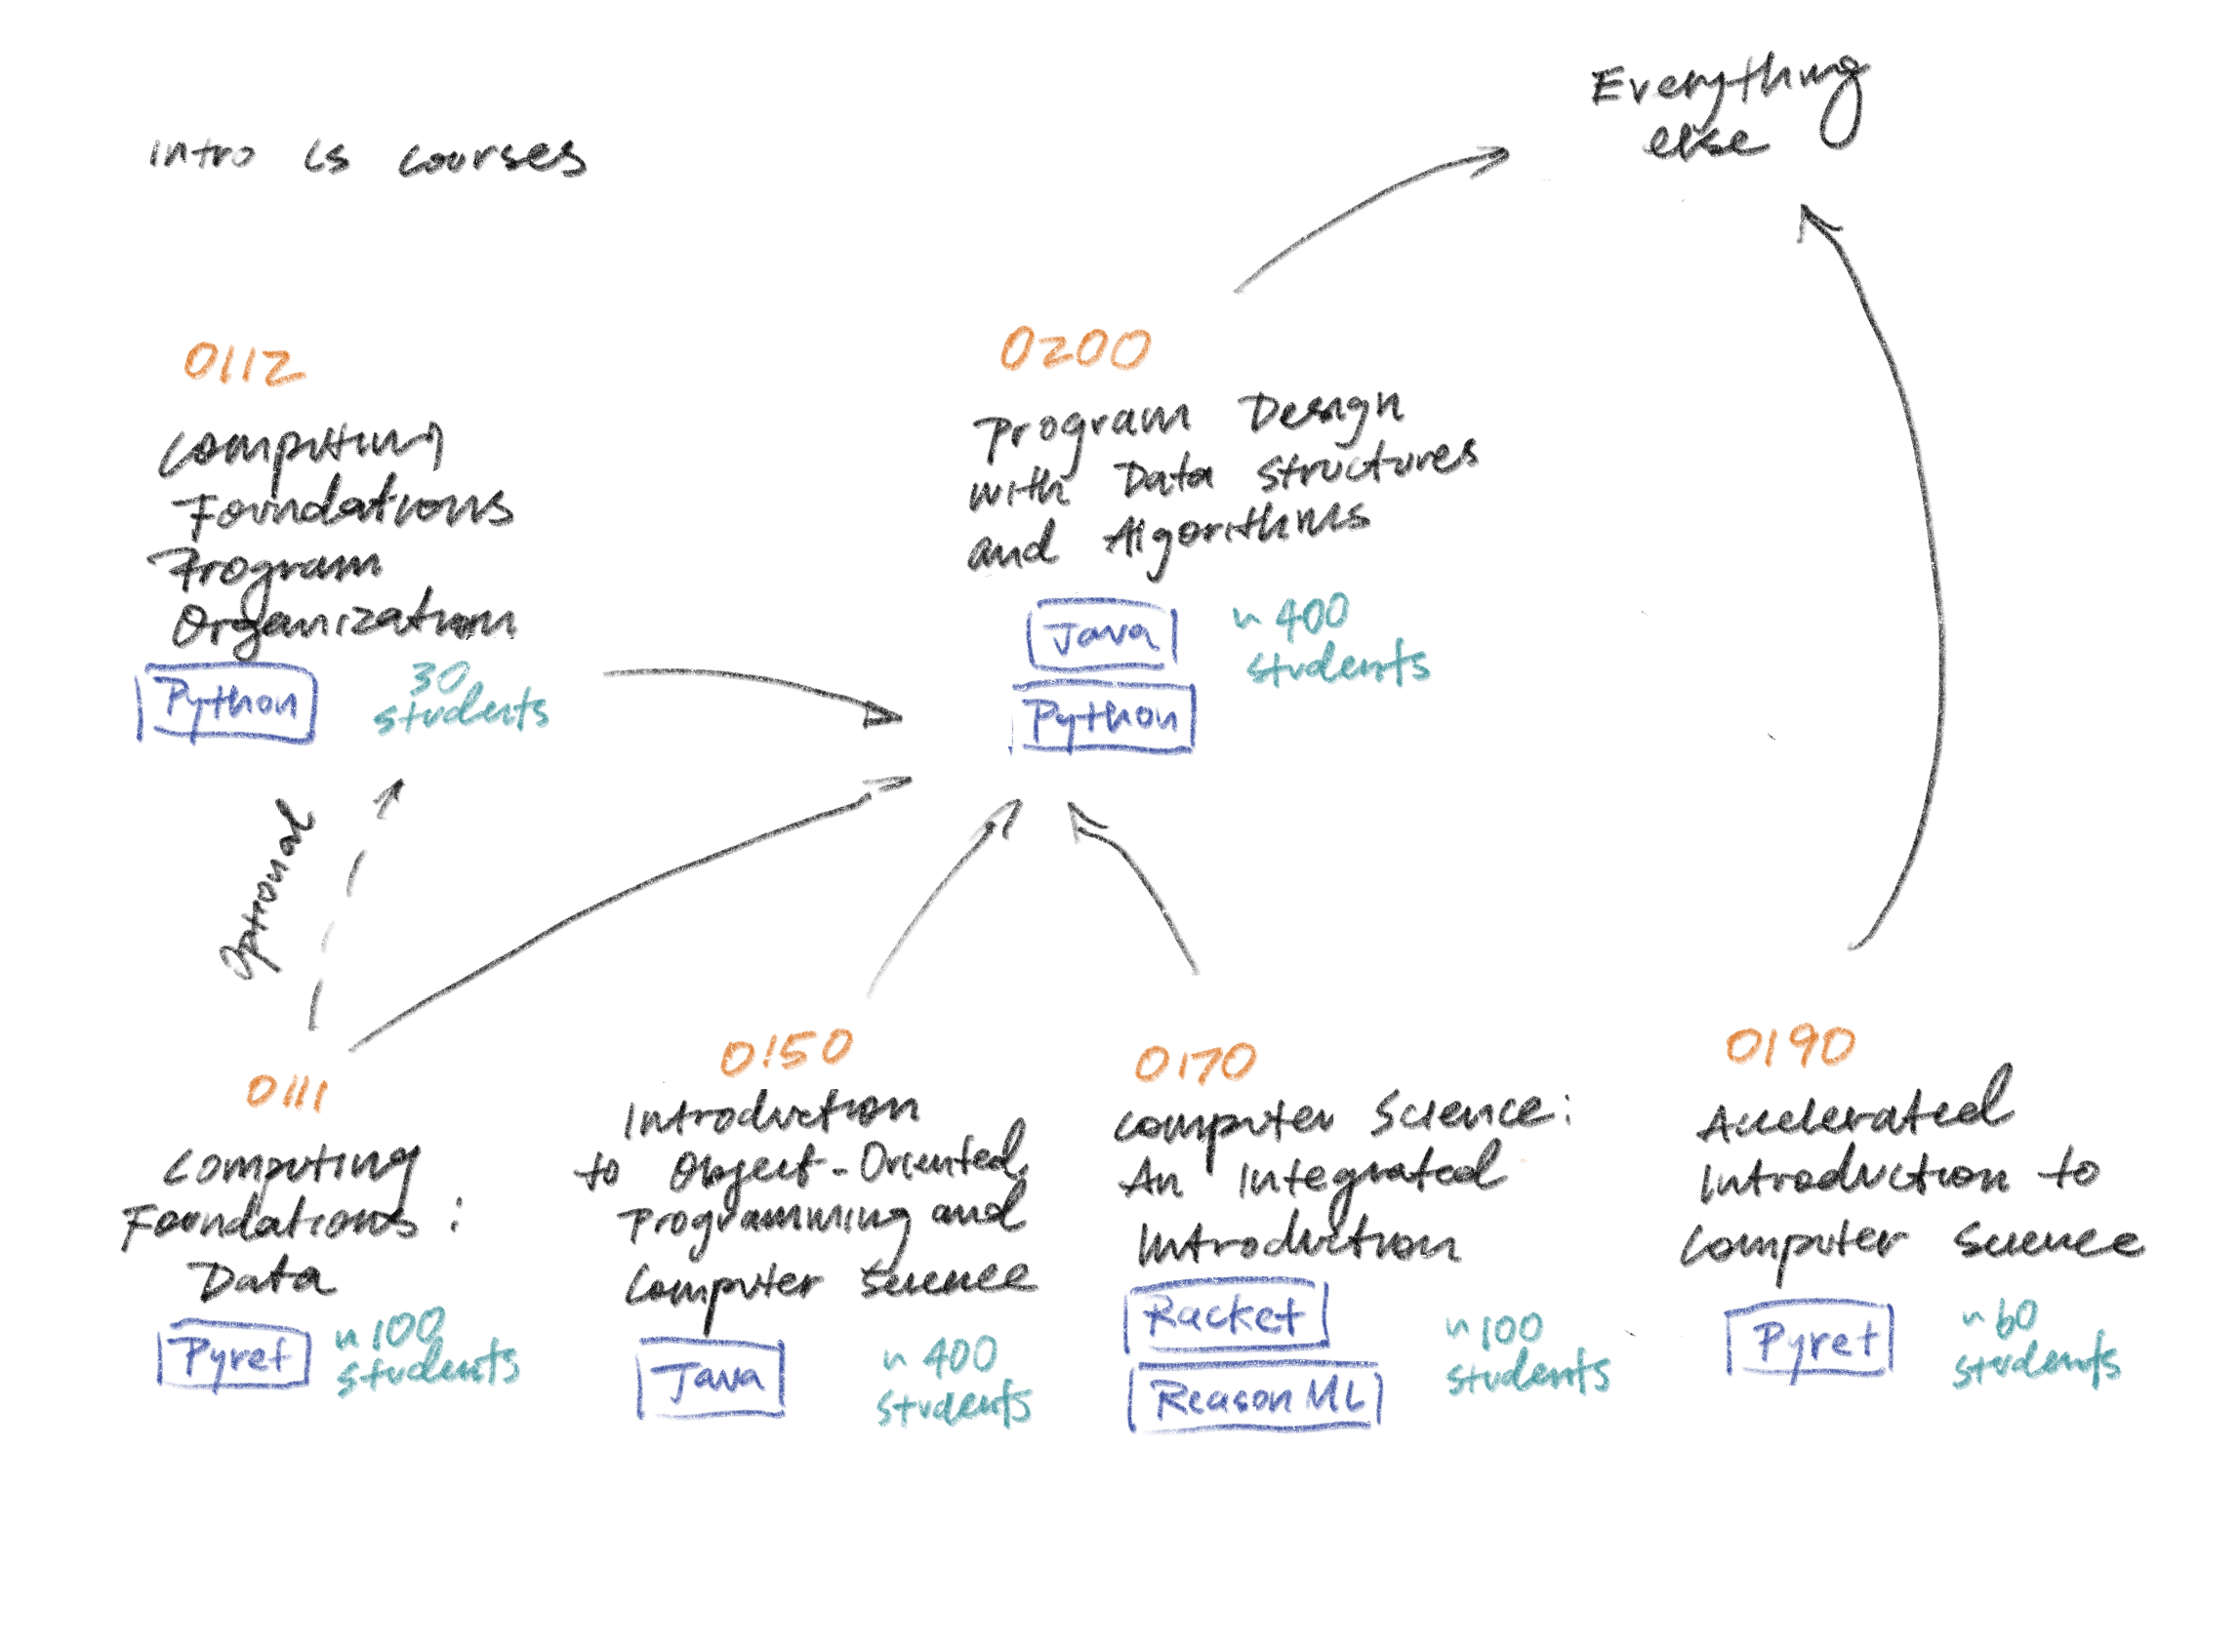 Intro CS courses
Everything
else
0112
Computing
Foundations
Program
Organization
Python
30
students
0200
Program Design
with Data Structures
and Algorithms
Java
Python
~ 400
students
Optional
0111
Computing
Foundations:
Data
Pyret
~ 100
students
0150
Introduction
to Object-Oriented
Programming and
Computer Science
Java
~ 400
students
0170
Computer Science:
An Integrated
Introduction
Racket
ReasonML
~ 100
students
0190
Accelerated
Introduction to
Computer Science
Pyret
~ 60
students